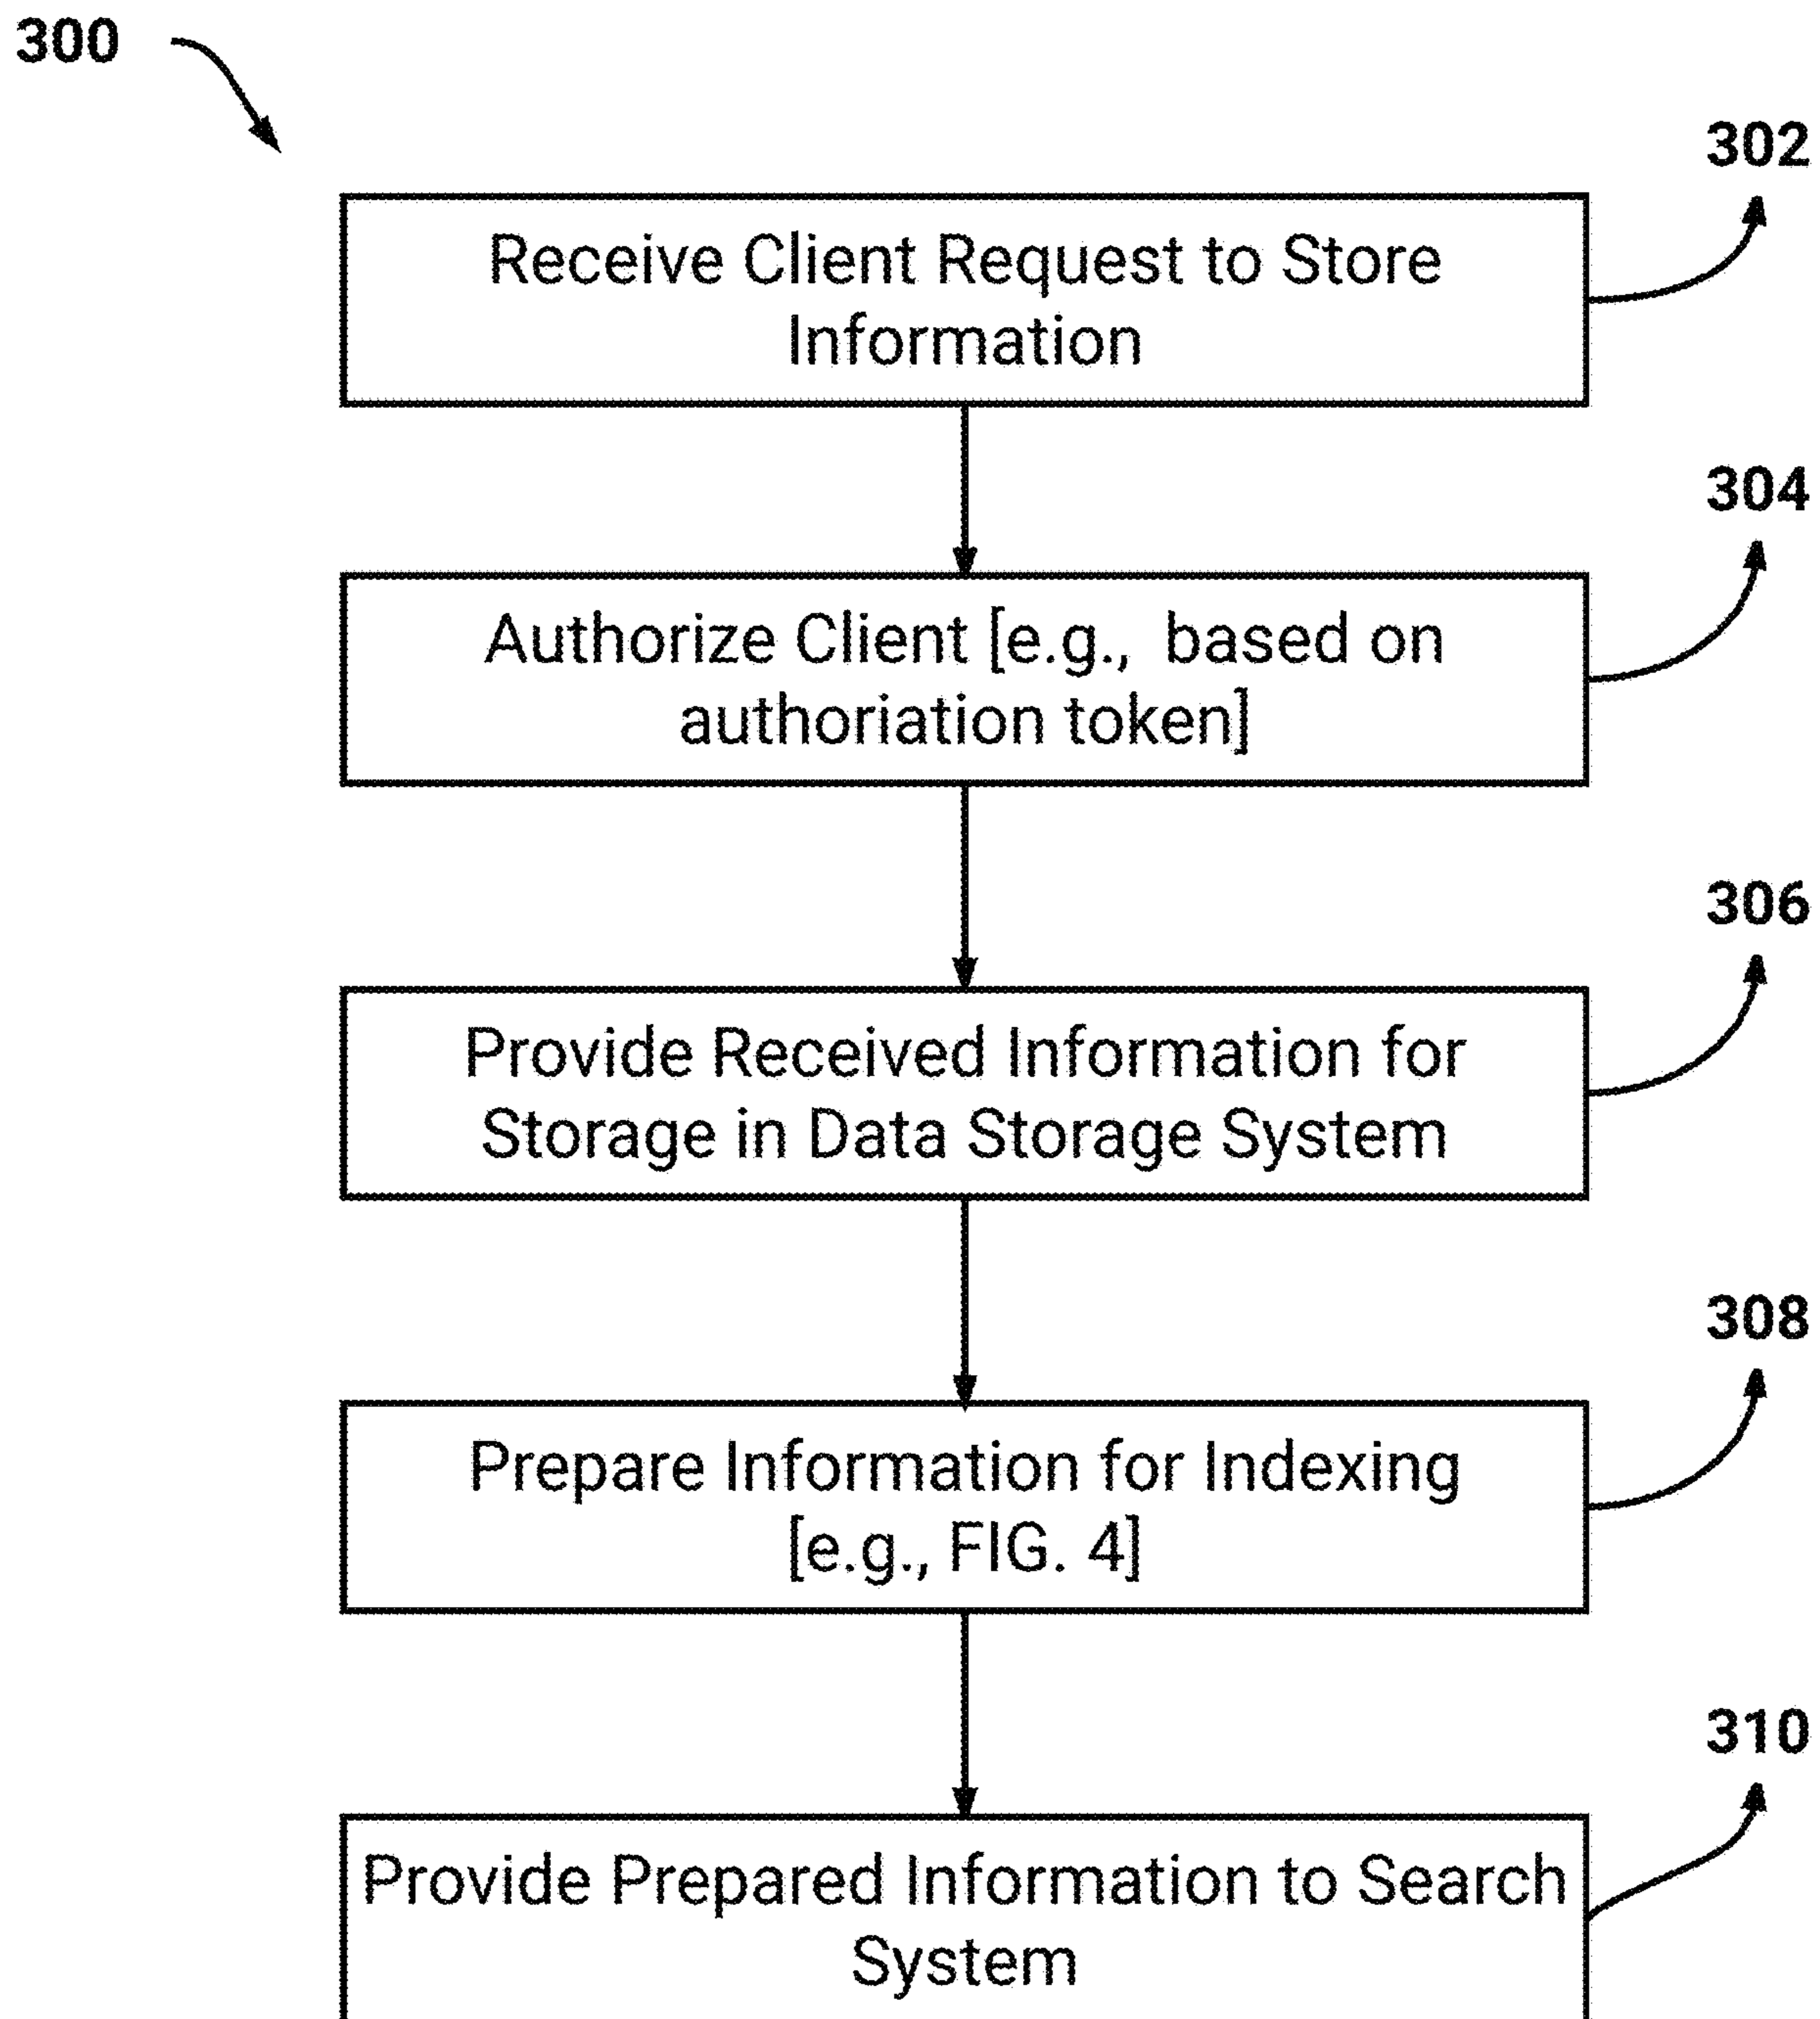 300
302
Receive Client Request to Store
Information
304
Authorize Client [e.g.,  based on
authoriation token]
306
Provide Received Information for
Storage in Data Storage System
308
Prepare Information for Indexing
[e.g., FIG. 4]
310
Provide Prepared Information to Search
System